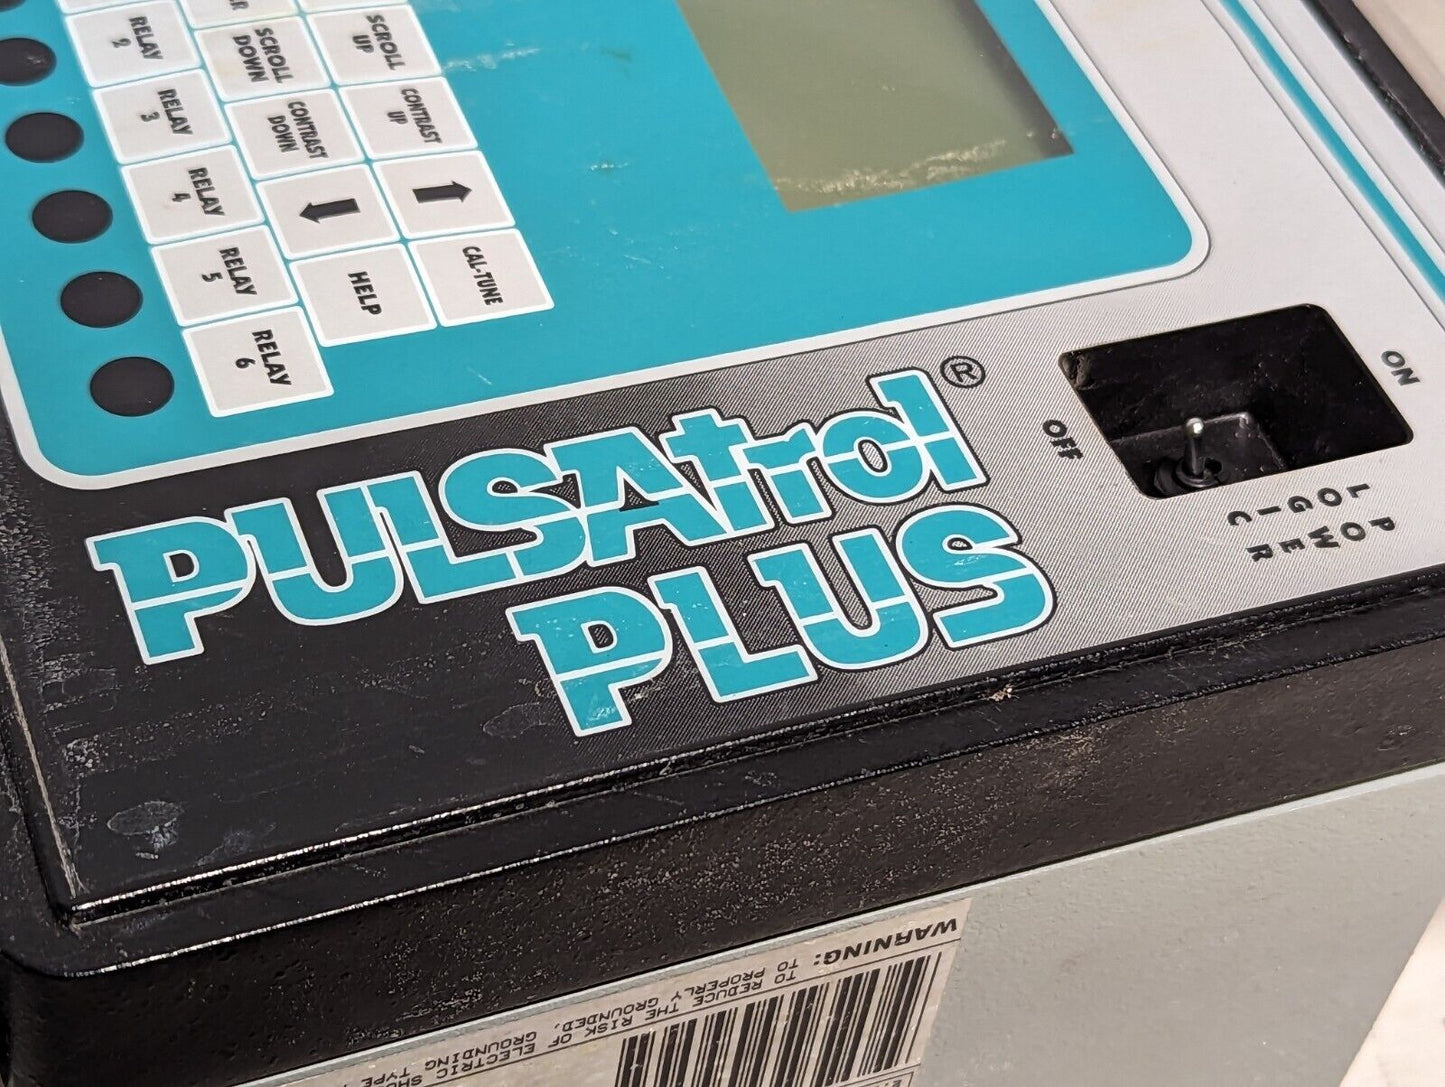 RELAY
2
SCROLL
DOWN
SCROLL
UP
RELAY
3
CONTRAST
DOWN
CONTRAST
UP
RELAY
4
RELAY
5
HELP
CAL-TUNE
RELAY
6
PULSAtrol®
PLUS
ON
OFF
LOGIC
POWER
WARNING:
TO REDUCE THE RISK OF ELECTRIC
TO PROPERLY GROUNDED, GROUNDING TYPE